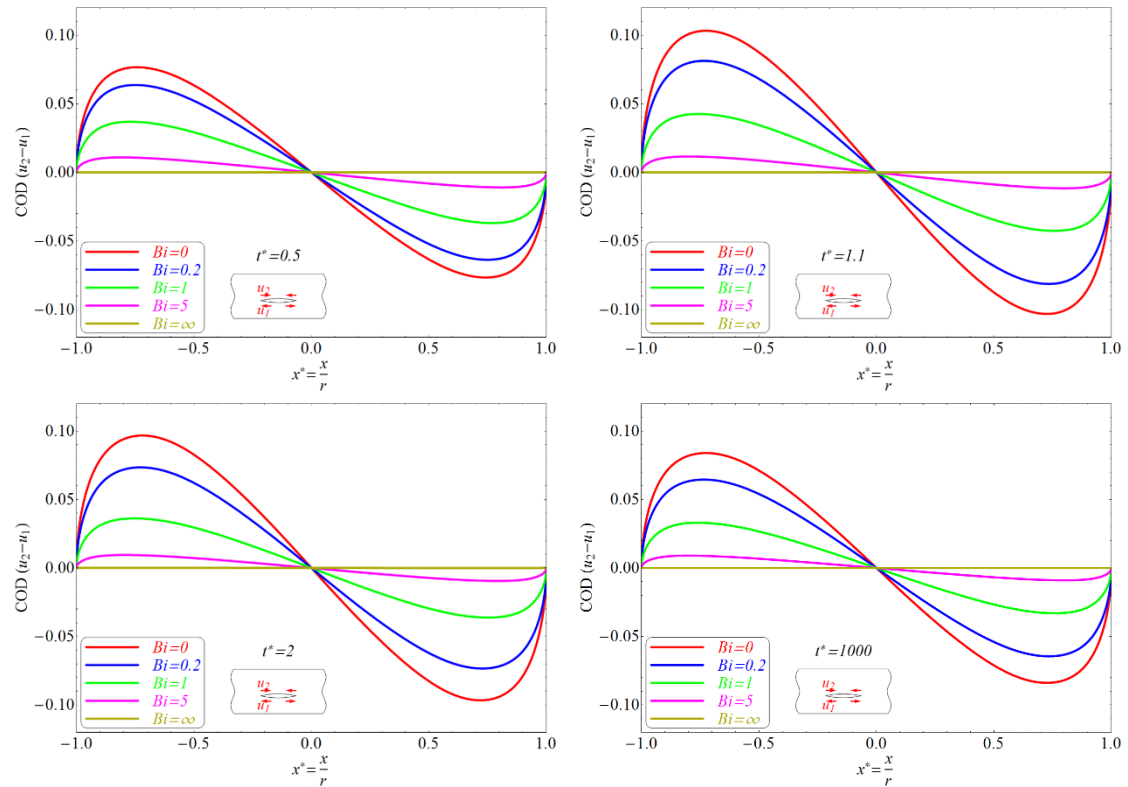 0.10
0.05
0.00
−0.05
−0.10
COD (u₂−u₁)
Bi=0
Bi=0.2
Bi=1
Bi=5
Bi=∞
t*=0.5
u₂
u₁
−1.0 −0.5 0.0 0.5 1.0
x*=x/r
0.10
0.05
0.00
−0.05
−0.10
COD (u₂−u₁)
Bi=0
Bi=0.2
Bi=1
Bi=5
Bi=∞
t*=1.1
u₂
u₁
−1.0 −0.5 0.0 0.5 1.0
x*=x/r
0.10
0.05
0.00
−0.05
−0.10
COD (u₂−u₁)
Bi=0
Bi=0.2
Bi=1
Bi=5
Bi=∞
t*=2
u₂
u₁
−1.0 −0.5 0.0 0.5 1.0
x*=x/r
0.10
0.05
0.00
−0.05
−0.10
COD (u₂−u₁)
Bi=0
Bi=0.2
Bi=1
Bi=5
Bi=∞
t*=1000
u₂
u₁
−1.0 −0.5 0.0 0.5 1.0
x*=x/r